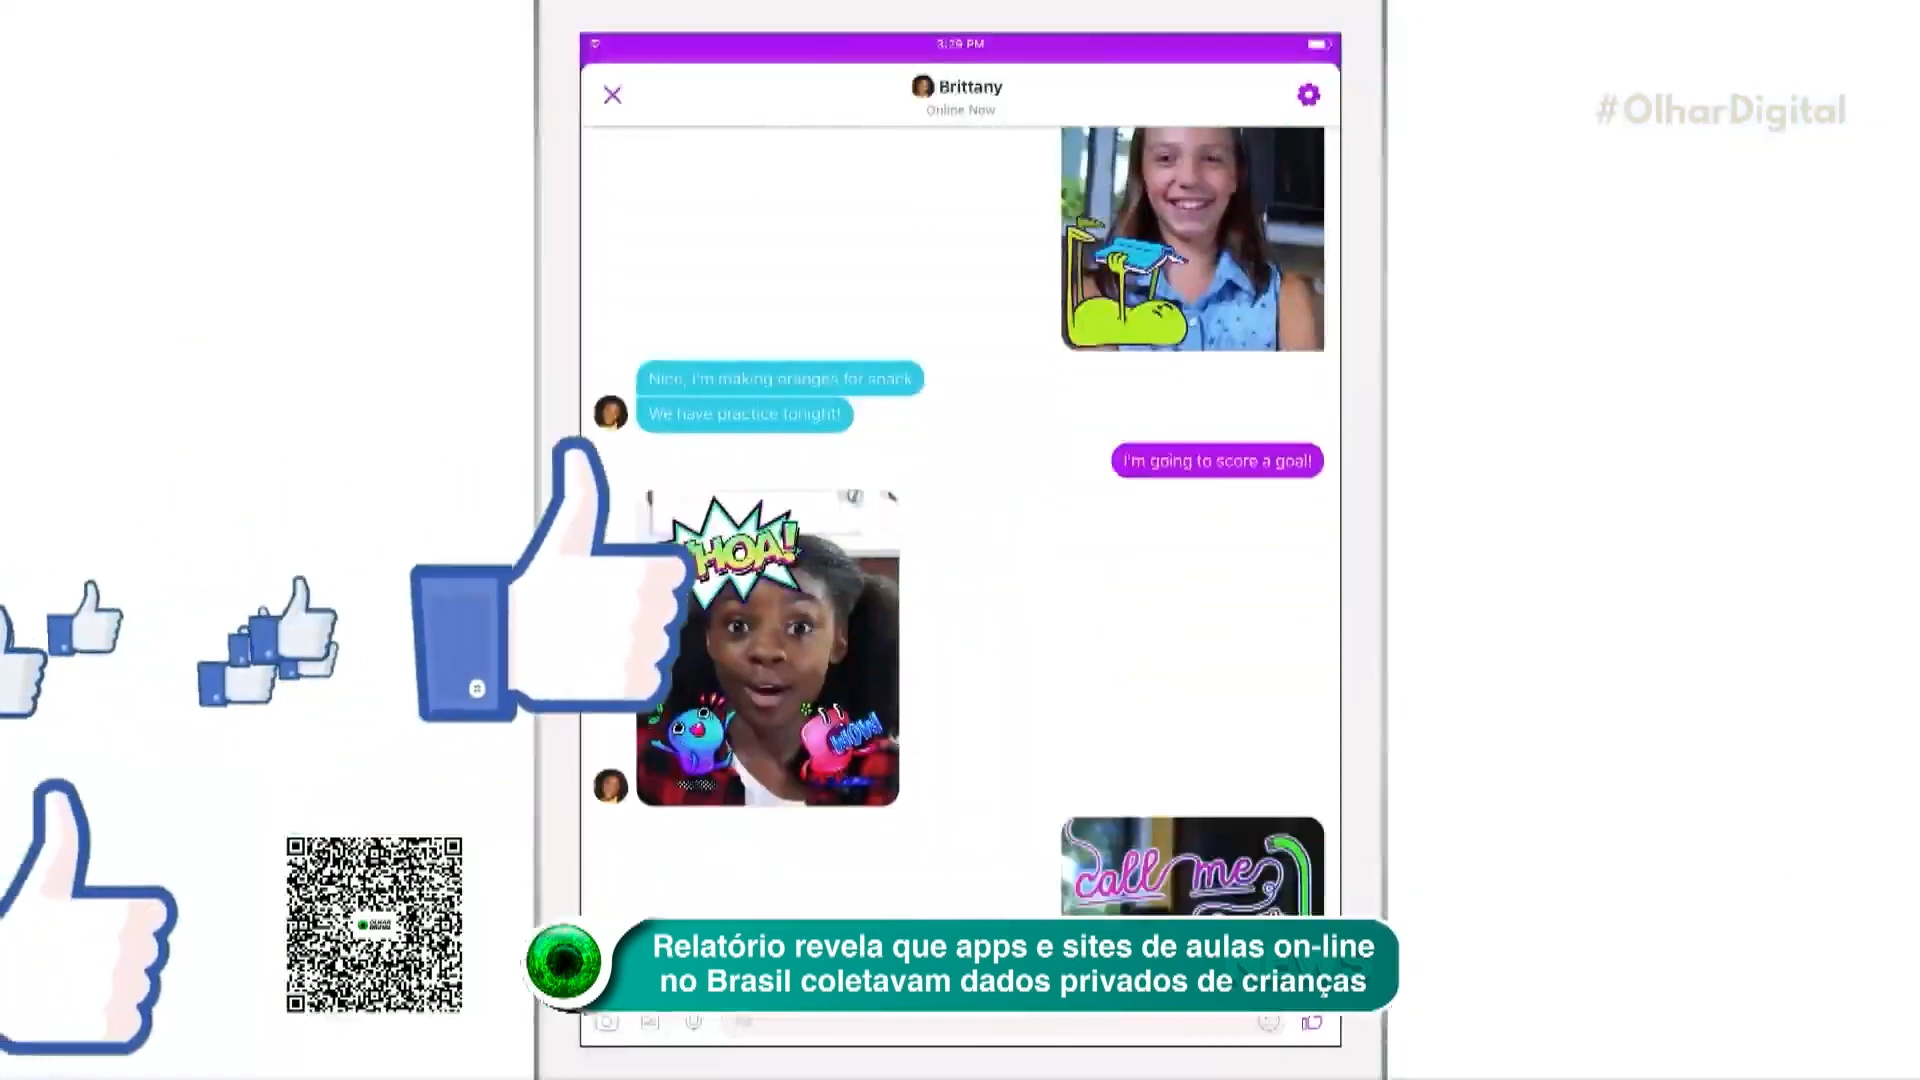 3:29 PM
Brittany
Online Now
#OlharDigital
Nice, I'm making oranges for snack
We have practice tonight!
I'm going to score a goal!
WHOA!
WOW!
call me
Relatório revela que apps e sites de aulas on-line
no Brasil coletavam dados privados de crianças